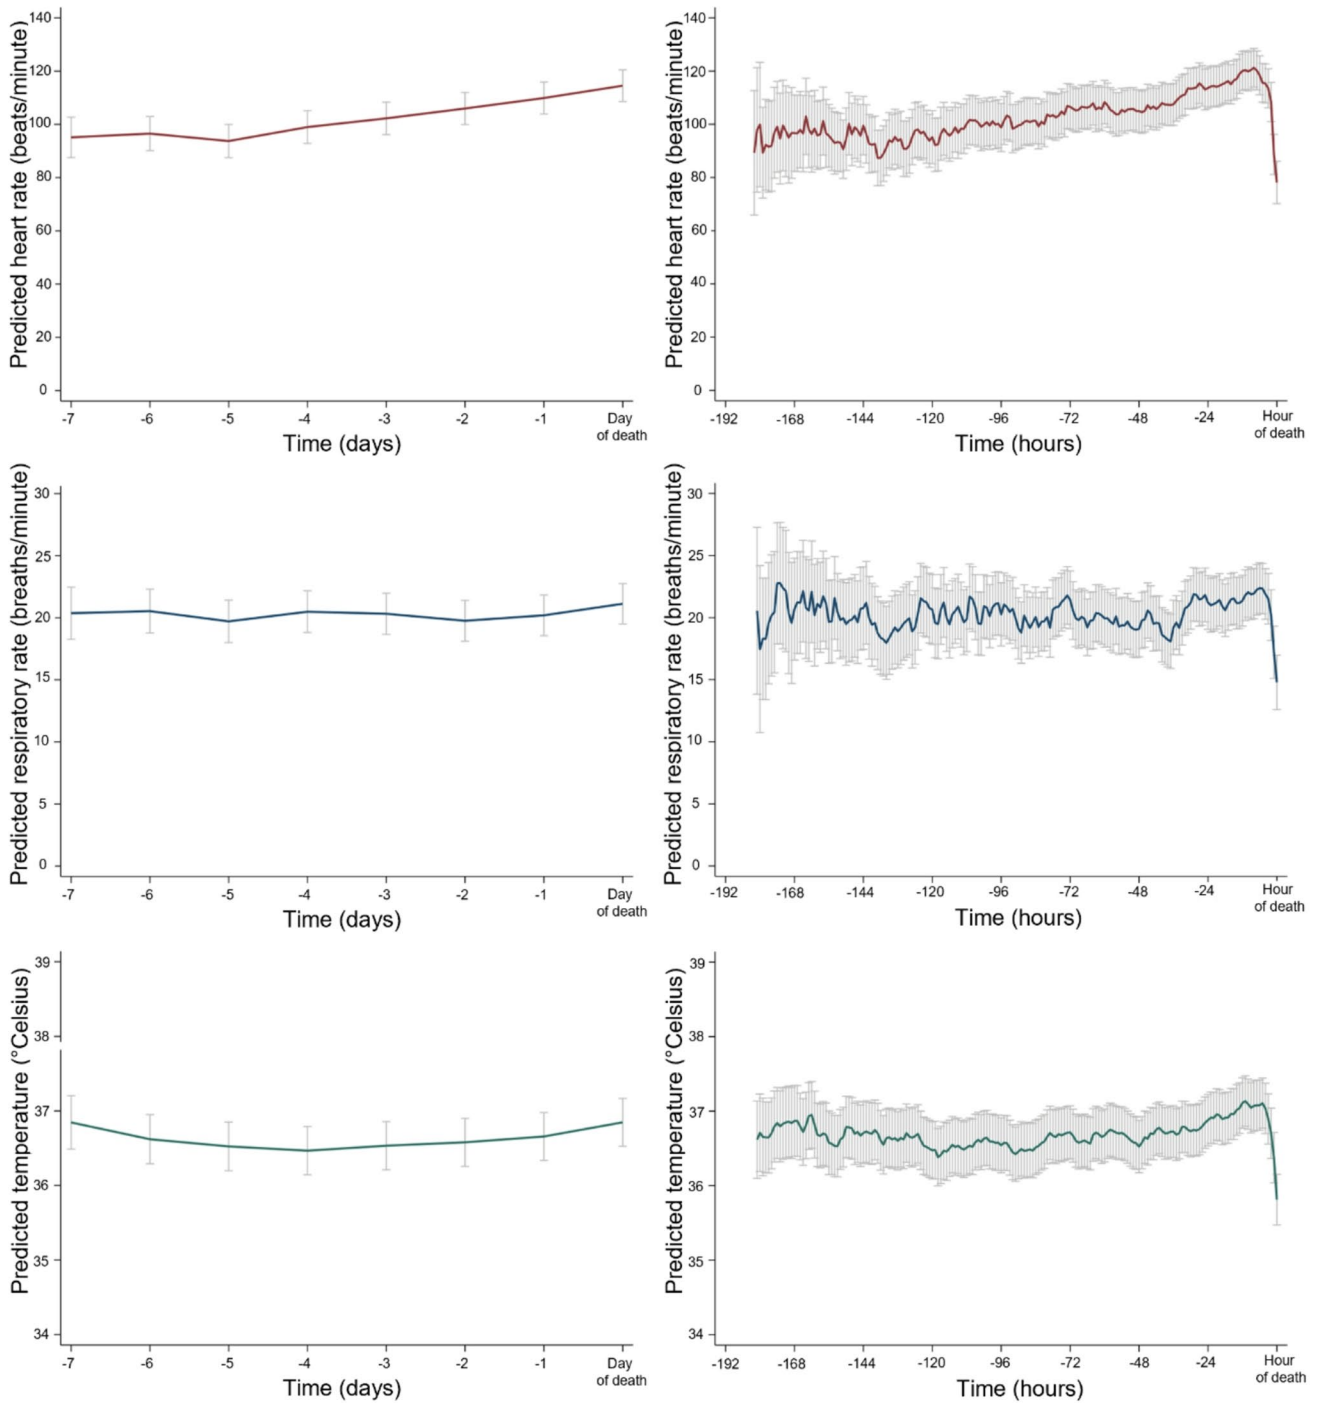 Predicted heart rate (beats/minute)
140
120
100
80
60
40
20
0
-7 -6 -5 -4 -3 -2 -1 Day of death
Time (days)
Predicted heart rate (beats/minute)
140
120
100
80
60
40
20
0
-192 -168 -144 -120 -96 -72 -48 -24 Hour of death
Time (hours)
Predicted respiratory rate (breaths/minute)
30
25
20
15
10
5
0
-7 -6 -5 -4 -3 -2 -1 Day of death
Time (days)
Predicted respiratory rate (breaths/minute)
30
25
20
15
10
5
0
-192 -168 -144 -120 -96 -72 -48 -24 Hour of death
Time (hours)
Predicted temperature (°Celsius)
39
38
37
36
35
34
-7 -6 -5 -4 -3 -2 -1 Day of death
Time (days)
Predicted temperature (°Celsius)
39
38
37
36
35
34
-192 -168 -144 -120 -96 -72 -48 -24 Hour of death
Time (hours)